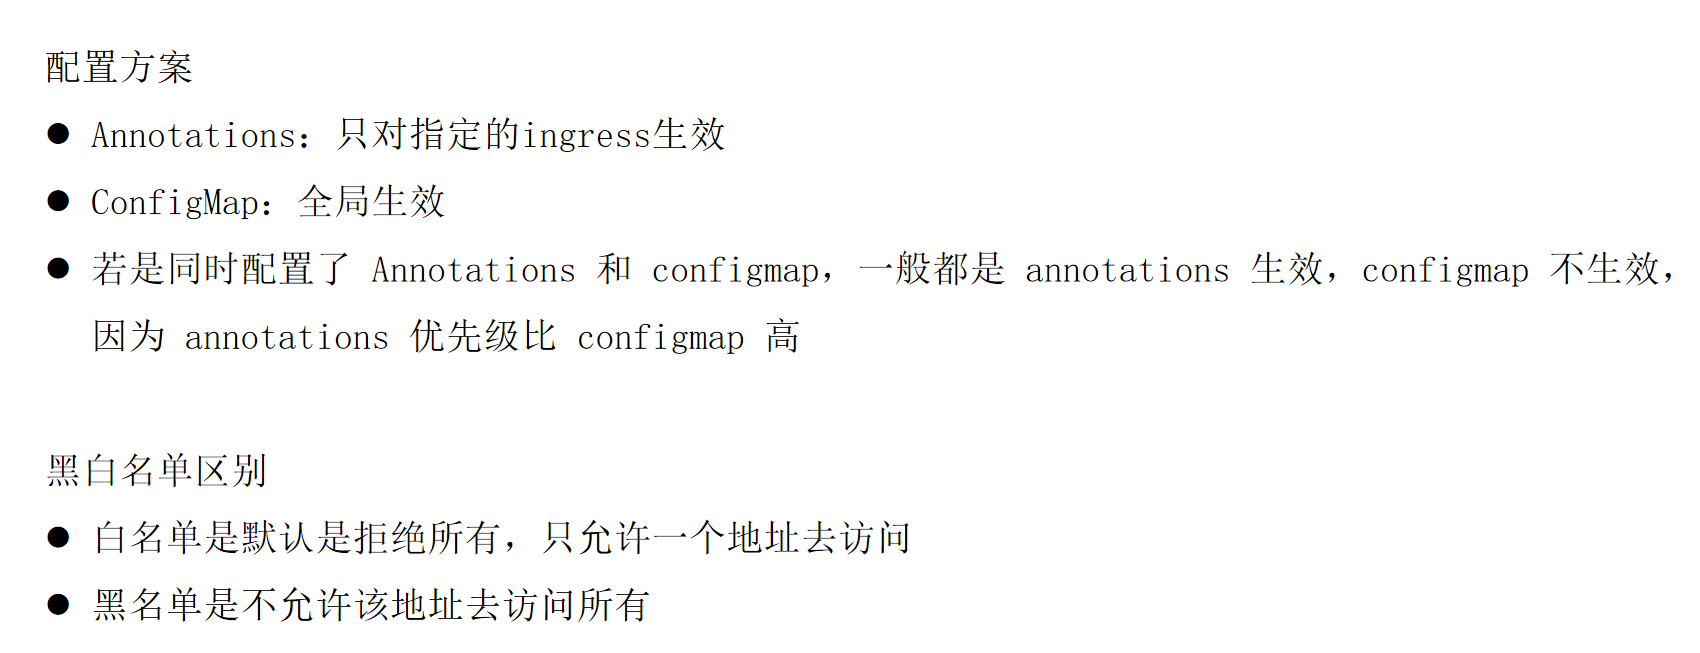 配置方案
● Annotations：只对指定的ingress生效
● ConfigMap：全局生效
● 若是同时配置了 Annotations 和 configmap，一般都是 annotations 生效，configmap 不生效，
因为 annotations 优先级比 configmap 高
黑白名单区别
● 白名单是默认是拒绝所有，只允许一个地址去访问
● 黑名单是不允许该地址去访问所有